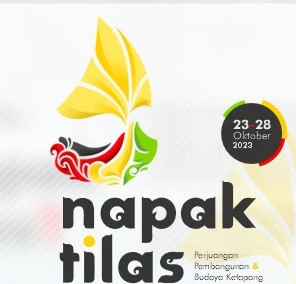 23-28
Oktober
2023
napak
tilas
Perjuangan
Pembangunan &
Budaya Ketapang